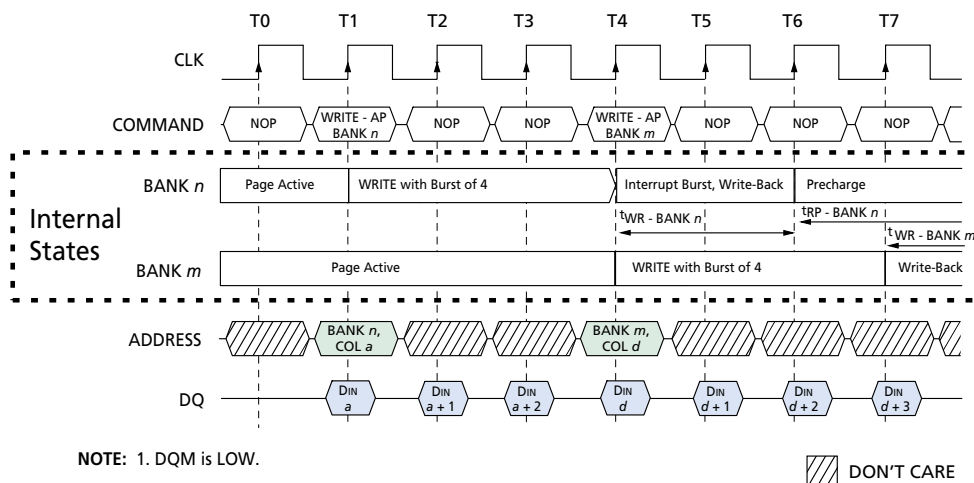 T0 T1 T2 T3 T4 T5 T6 T7
CLK
COMMAND NOP WRITE - AP BANK n NOP NOP WRITE - AP BANK m NOP NOP NOP
Internal States
BANK n Page Active WRITE with Burst of 4 Interrupt Burst, Write-Back Precharge
tWR - BANK n tRP - BANK n
tWR - BANK m
BANK m Page Active WRITE with Burst of 4 Write-Back
ADDRESS BANK n, COL a BANK m, COL d
DQ DIN a DIN a + 1 DIN a + 2 DIN d DIN d + 1 DIN d + 2 DIN d + 3
NOTE: 1. DQM is LOW.
DON'T CARE